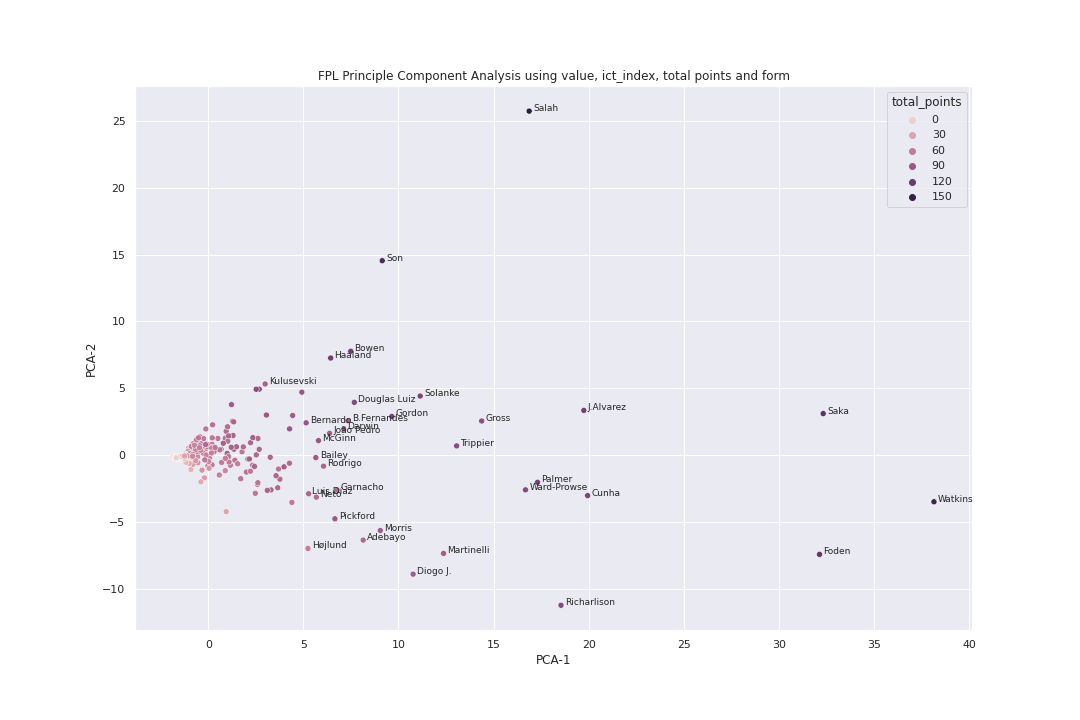 FPL Principle Component Analysis using value, ict_index, total points and form
total_points
0
30
60
90
120
150
25
20
15
10
5
0
−5
−10
PCA-2
Salah
Son
Bowen
Haaland
Kulusevski
Solanke
Douglas Luiz
J.Alvarez
Gordon
Saka
Bernardo
B.Fernandes
Gross
Darwin
João Pedro
McGinn
Trippier
Bailey
Rodrigo
Palmer
Garnacho
Ward-Prowse
Luis Díaz
Neto
Cunha
Watkins
Pickford
Morris
Adebayo
Højlund
Martinelli
Foden
Diogo J.
Richarlison
0
5
10
15
20
25
30
35
40
PCA-1